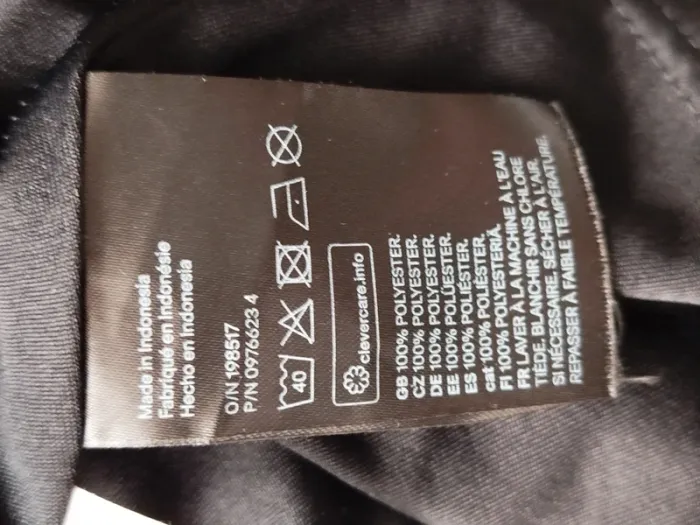 Made in Indonesia
Fabriqué en Indonésie
Hecho en Indonesia
O/N 198517
P/N 0976623 4
40
clevercare.info
GB 100% POLYESTER.
CZ 100% POLYESTER.
DE 100% POLYESTER.
EE 100% POLÜESTER.
ES 100% POLIÉSTER.
cat 100% POLIÈSTER.
FI 100% POLYESTERIÄ.
FR LAVER À LA MACHINE À L'EAU
TIÈDE, BLANCHIR SANS CHLORE
SI NÉCESSAIRE. SÉCHER À L'AIR.
REPASSER À FAIBLE TEMPÉRATURE